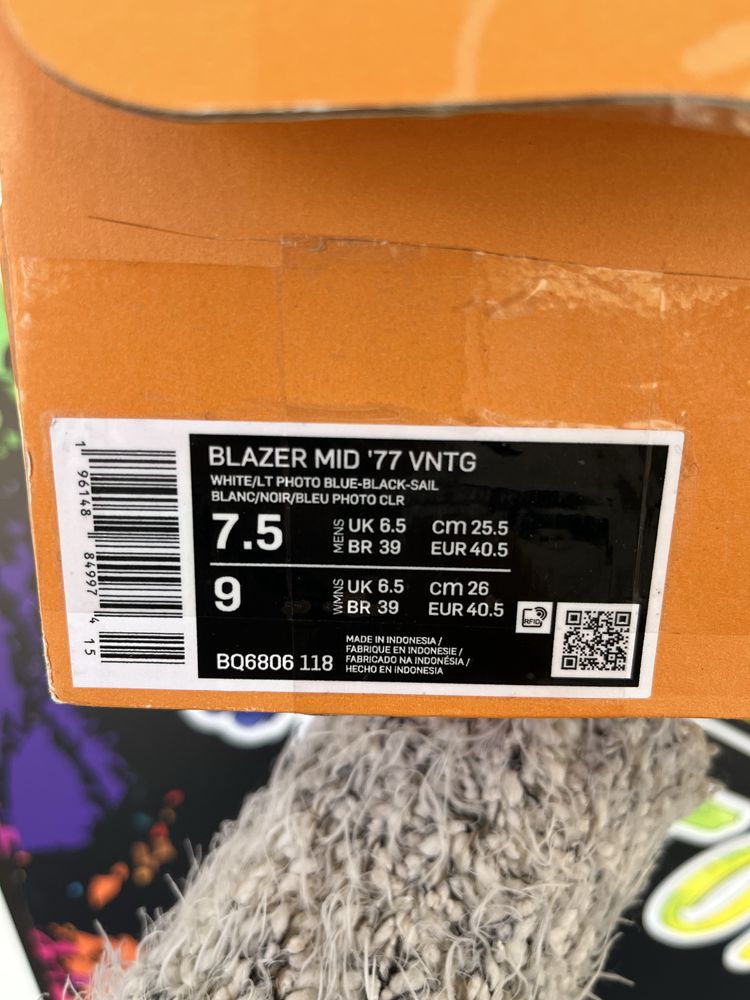 BLAZER MID '77 VNTG
WHITE/LT PHOTO BLUE-BLACK-SAIL
BLANC/NOIR/BLEU PHOTO CLR
7.5 MENS UK 6.5 cm 25.5
BR 39 EUR 40.5
9 WMNS UK 6.5 cm 26
BR 39 EUR 40.5
RFID
BQ6806 118
MADE IN INDONESIA /
FABRIQUE EN INDONÉSIE /
FABRICADO NA INDONÉSIA /
HECHO EN INDONESIA
1 96148 84997 4 15